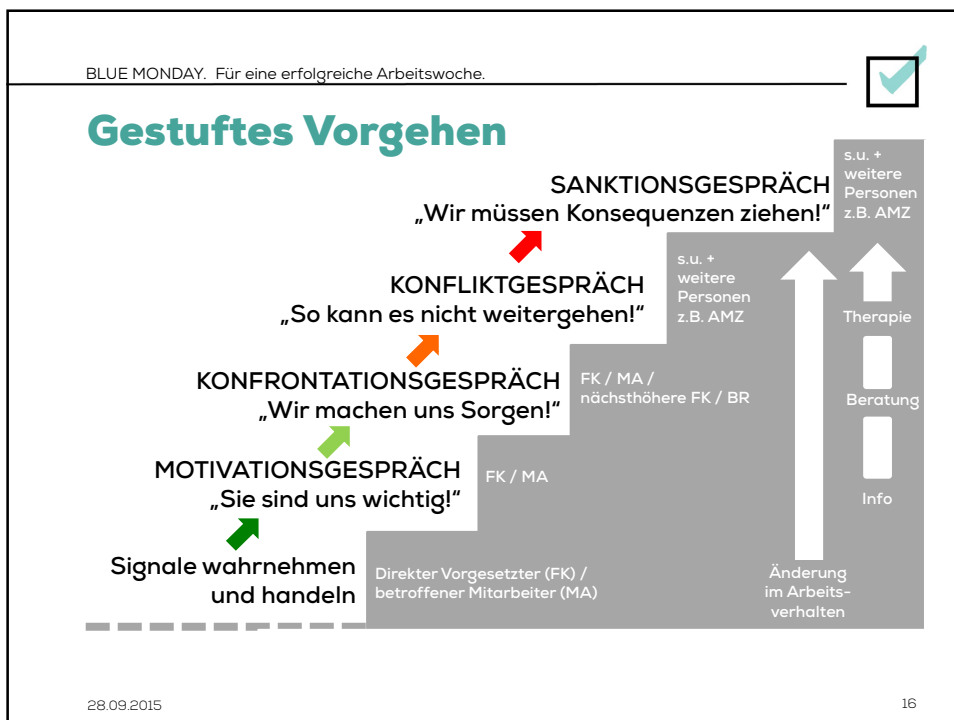 BLUE MONDAY. Für eine erfolgreiche Arbeitswoche.
Gestuftes Vorgehen
SANKTIONSGESPRÄCH
„Wir müssen Konsequenzen ziehen!“
s.u. +
weitere
Personen
z.B. AMZ
KONFLIKTGESPRÄCH
„So kann es nicht weitergehen!“
s.u. +
weitere
Personen
z.B. AMZ
KONFRONTATIONSGESPRÄCH
„Wir machen uns Sorgen!“
FK / MA /
nächsthöhere FK / BR
MOTIVATIONSGESPRÄCH
„Sie sind uns wichtig!“
FK / MA
Signale wahrnehmen
und handeln
Direkter Vorgesetzter (FK) /
betroffener Mitarbeiter (MA)
Änderung
im Arbeits-
verhalten
Therapie
Beratung
Info
28.09.2015
16